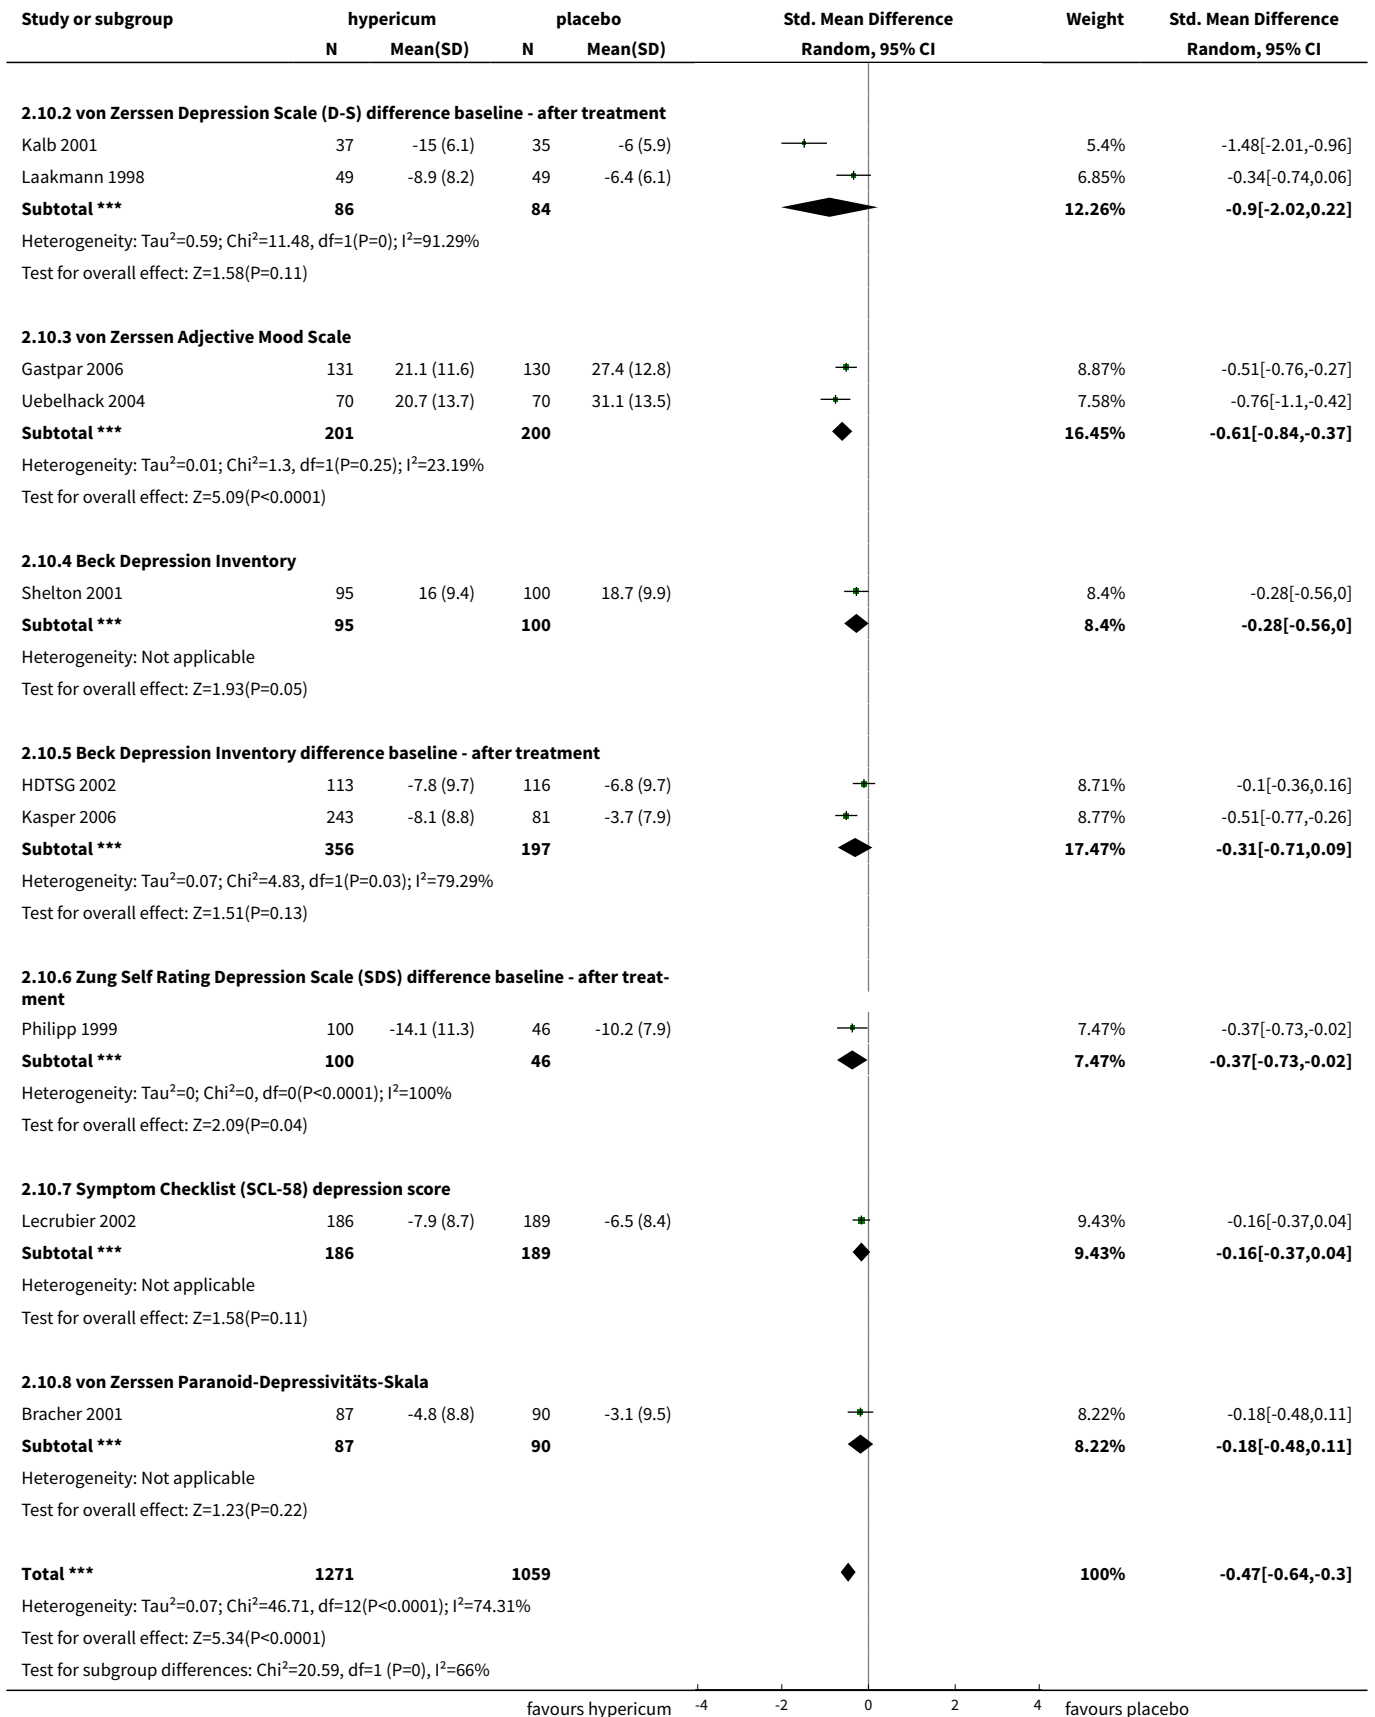 Study or subgroup hypericum placebo Std. Mean Difference Weight Std. Mean Difference
N Mean(SD) N Mean(SD) Random, 95% CI Random, 95% CI
2.10.2 von Zerssen Depression Scale (D-S) difference baseline - after treatment
Kalb 2001 37 -15 (6.1) 35 -6 (5.9) 5.4% -1.48[-2.01,-0.96]
Laakmann 1998 49 -8.9 (8.2) 49 -6.4 (6.1) 6.85% -0.34[-0.74,0.06]
Subtotal *** 86 84 12.26% -0.9[-2.02,0.22]
Heterogeneity: Tau²=0.59; Chi²=11.48, df=1(P=0); I²=91.29%
Test for overall effect: Z=1.58(P=0.11)
2.10.3 von Zerssen Adjective Mood Scale
Gastpar 2006 131 21.1 (11.6) 130 27.4 (12.8) 8.87% -0.51[-0.76,-0.27]
Uebelhack 2004 70 20.7 (13.7) 70 31.1 (13.5) 7.58% -0.76[-1.1,-0.42]
Subtotal *** 201 200 16.45% -0.61[-0.84,-0.37]
Heterogeneity: Tau²=0.01; Chi²=1.3, df=1(P=0.25); I²=23.19%
Test for overall effect: Z=5.09(P<0.0001)
2.10.4 Beck Depression Inventory
Shelton 2001 95 16 (9.4) 100 18.7 (9.9) 8.4% -0.28[-0.56,0]
Subtotal *** 95 100 8.4% -0.28[-0.56,0]
Heterogeneity: Not applicable
Test for overall effect: Z=1.93(P=0.05)
2.10.5 Beck Depression Inventory difference baseline - after treatment
HDTSG 2002 113 -7.8 (9.7) 116 -6.8 (9.7) 8.71% -0.1[-0.36,0.16]
Kasper 2006 243 -8.1 (8.8) 81 -3.7 (7.9) 8.77% -0.51[-0.77,-0.26]
Subtotal *** 356 197 17.47% -0.31[-0.71,0.09]
Heterogeneity: Tau²=0.07; Chi²=4.83, df=1(P=0.03); I²=79.29%
Test for overall effect: Z=1.51(P=0.13)
2.10.6 Zung Self Rating Depression Scale (SDS) difference baseline - after treat-
ment
Philipp 1999 100 -14.1 (11.3) 46 -10.2 (7.9) 7.47% -0.37[-0.73,-0.02]
Subtotal *** 100 46 7.47% -0.37[-0.73,-0.02]
Heterogeneity: Tau²=0; Chi²=0, df=0(P<0.0001); I²=100%
Test for overall effect: Z=2.09(P=0.04)
2.10.7 Symptom Checklist (SCL-58) depression score
Lecrubier 2002 186 -7.9 (8.7) 189 -6.5 (8.4) 9.43% -0.16[-0.37,0.04]
Subtotal *** 186 189 9.43% -0.16[-0.37,0.04]
Heterogeneity: Not applicable
Test for overall effect: Z=1.58(P=0.11)
2.10.8 von Zerssen Paranoid-Depressivitäts-Skala
Bracher 2001 87 -4.8 (8.8) 90 -3.1 (9.5) 8.22% -0.18[-0.48,0.11]
Subtotal *** 87 90 8.22% -0.18[-0.48,0.11]
Heterogeneity: Not applicable
Test for overall effect: Z=1.23(P=0.22)
Total *** 1271 1059 100% -0.47[-0.64,-0.3]
Heterogeneity: Tau²=0.07; Chi²=46.71, df=12(P<0.0001); I²=74.31%
Test for overall effect: Z=5.34(P<0.0001)
Test for subgroup differences: Chi²=20.59, df=1 (P=0), I²=66%
favours hypericum -4 -2 0 2 4 favours placebo